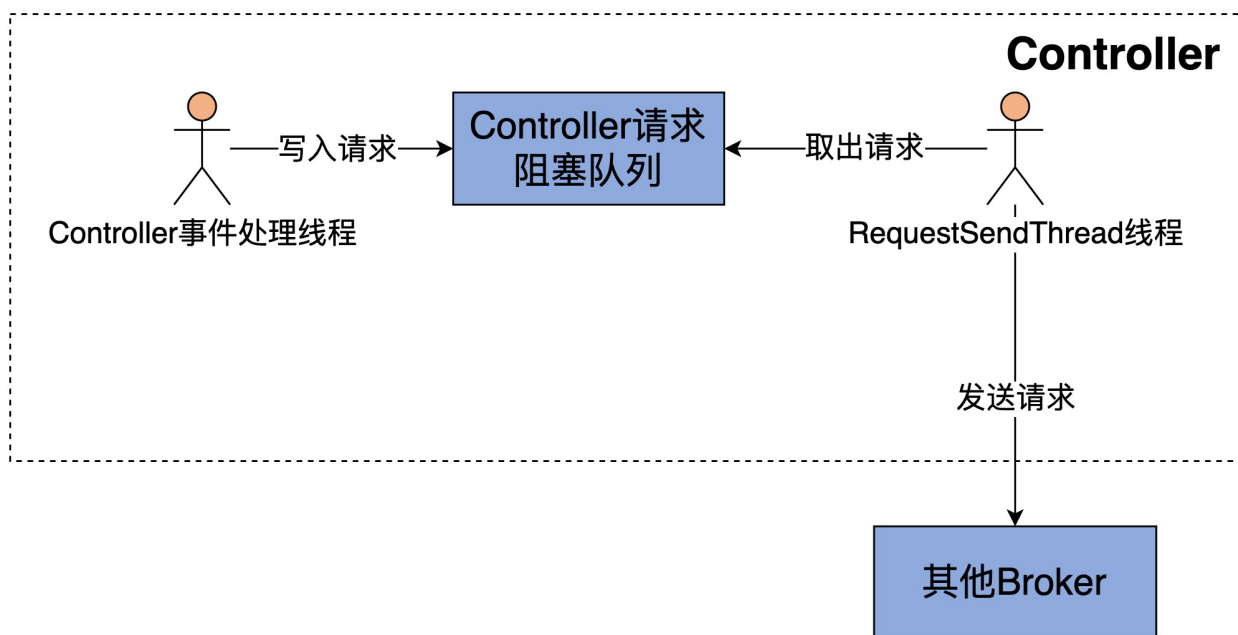 Controller
写入请求
Controller请求
阻塞队列
取出请求
Controller事件处理线程
RequestSendThread线程
发送请求
其他Broker